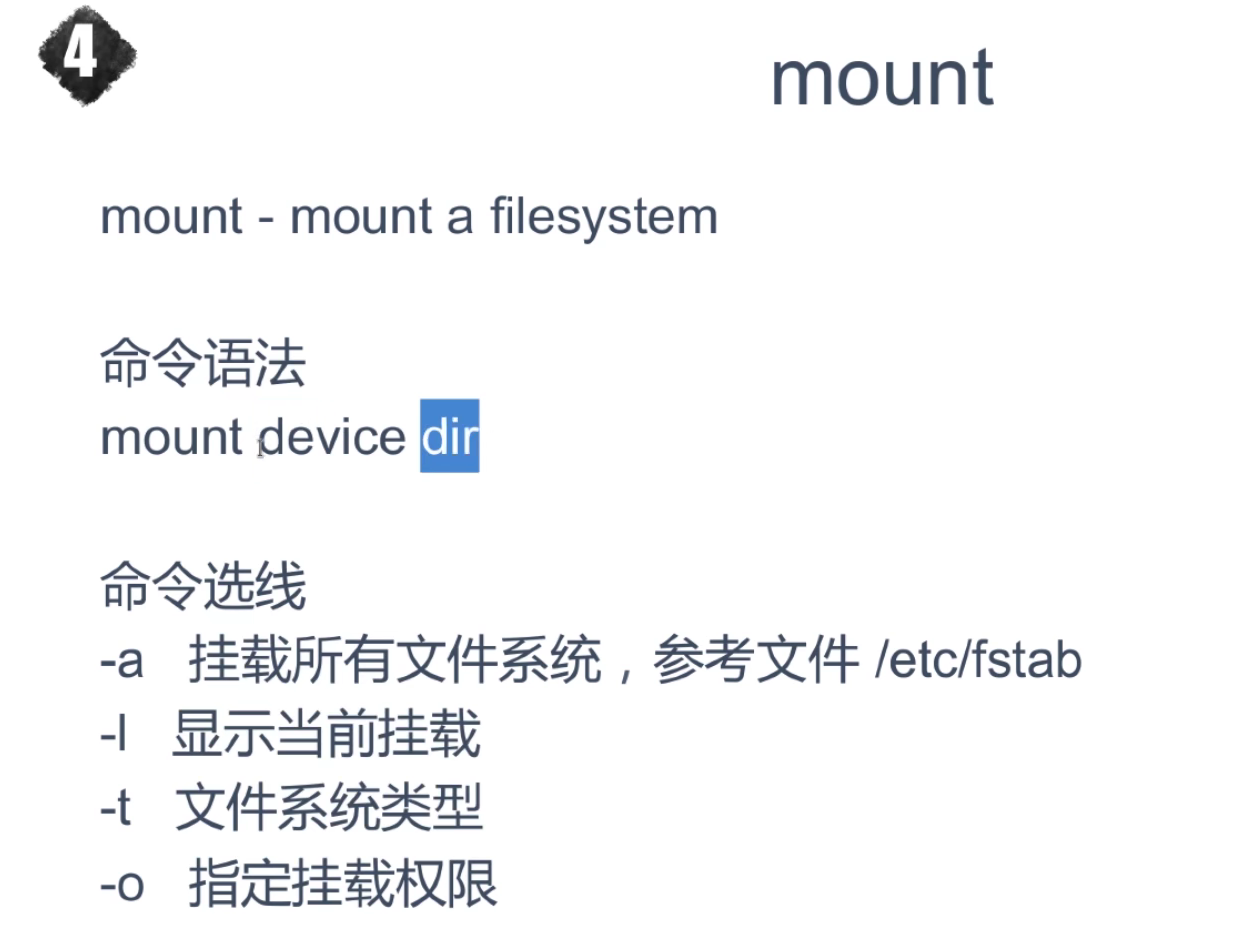 4
mount
mount - mount a filesystem
命令语法
mount device dir
命令选线
-a 挂载所有文件系统，参考文件 /etc/fstab
-l 显示当前挂载
-t 文件系统类型
-o 指定挂载权限